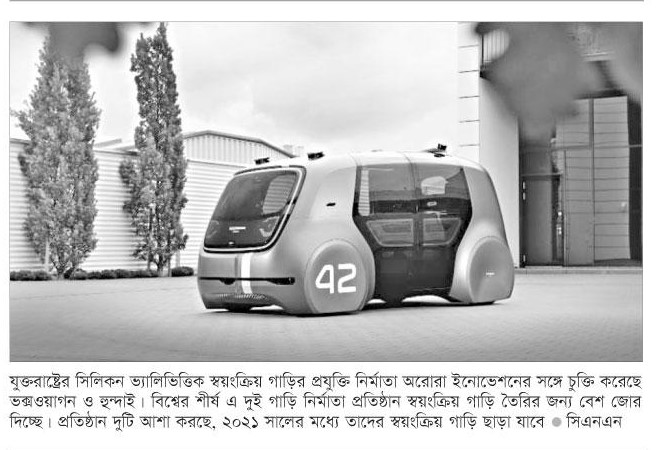 42
যুক্তরাষ্ট্রের সিলিকন ভ্যালিভিত্তিক স্বয়ংক্রিয় গাড়ির প্রযুক্তি নির্মাতা অরোরা ইনোভেশনের সঙ্গে চুক্তি করেছে
ভক্সওয়াগন ও হুন্দাই। বিশ্বের শীর্ষ এ দুই গাড়ি নির্মাতা প্রতিষ্ঠান স্বয়ংক্রিয় গাড়ি তৈরির জন্য বেশ জোর
দিচ্ছে। প্রতিষ্ঠান দুটি আশা করছে, ২০২১ সালের মধ্যে তাদের স্বয়ংক্রিয় গাড়ি ছাড়া যাবে ● সিএনএন